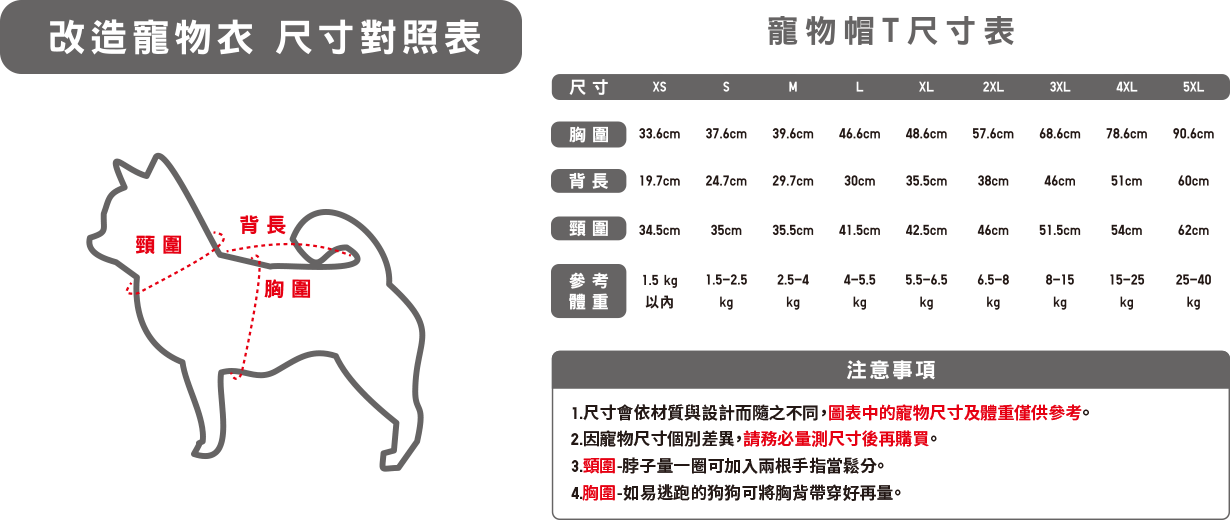 改造寵物衣 尺寸對照表
頸圍
背長
胸圍
寵物帽T尺寸表
尺寸 XS S M L XL 2XL 3XL 4XL 5XL
胸圍 33.6cm 37.6cm 39.6cm 46.6cm 48.6cm 57.6cm 68.6cm 78.6cm 90.6cm
背長 19.7cm 24.7cm 29.7cm 30cm 35.5cm 38cm 46cm 51cm 60cm
頸圍 34.5cm 35cm 35.5cm 41.5cm 42.5cm 46cm 51.5cm 54cm 62cm
參考 1.5 kg 1.5-2.5 2.5-4 4-5.5 5.5-6.5 6.5-8 8-15 15-25 25-40
體重 以內 kg kg kg kg kg kg kg kg
注意事項
1.尺寸會依材質與設計而隨之不同，圖表中的寵物尺寸及體重僅供參考。
2.因寵物尺寸個別差異，請務必量測尺寸後再購買。
3.頸圍-脖子量一圈可加入兩根手指當鬆分。
4.胸圍-如易逃跑的狗狗可將胸背帶穿好再量。